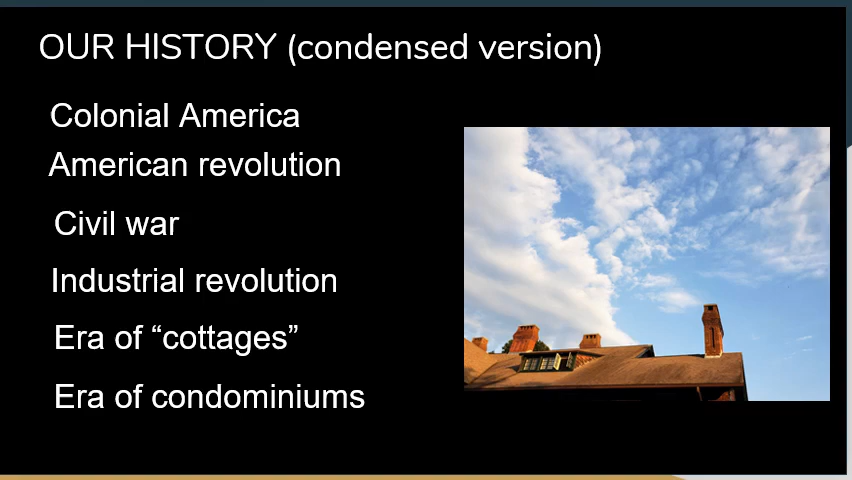 OUR HISTORY (condensed version)
Colonial America
American revolution
Civil war
Industrial revolution
Era of “cottages”
Era of condominiums